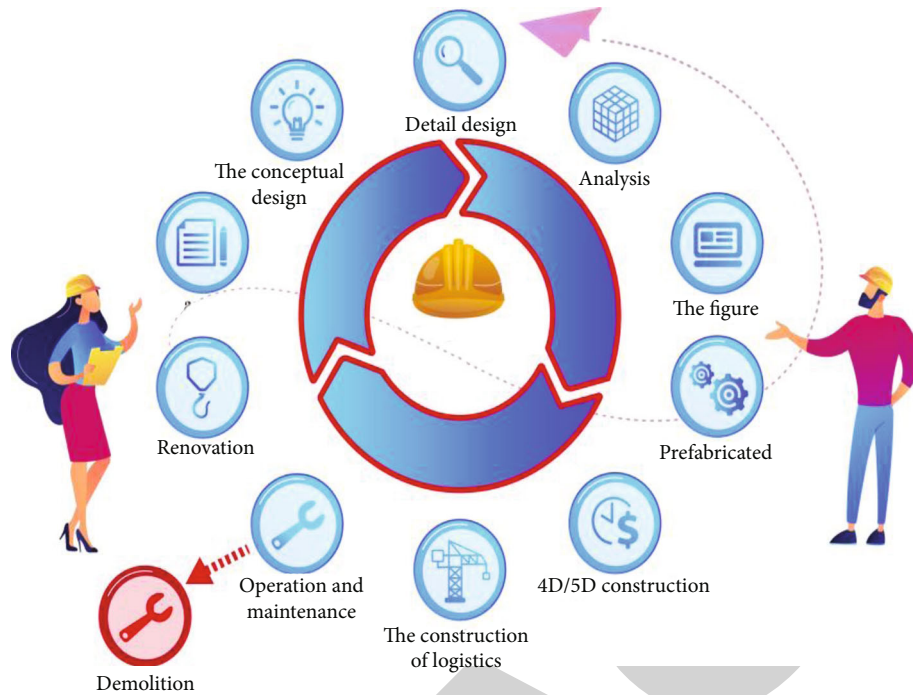 Detail design
The conceptual
design
Analysis
The figure
Renovation
Prefabricated
Operation and
maintenance
4D/5D construction
The construction
of logistics
Demolition